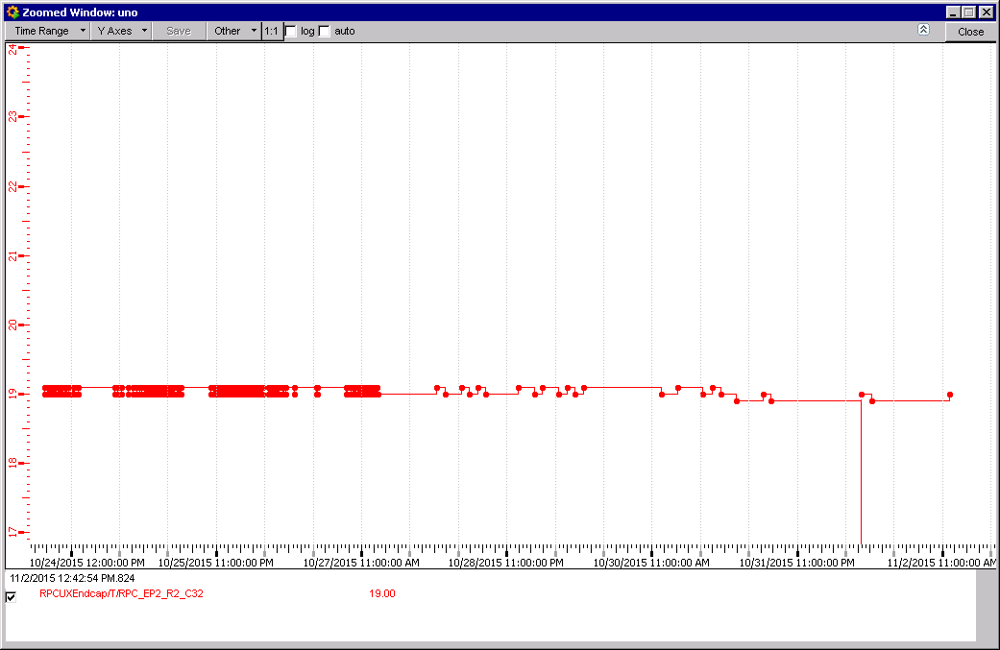 Zoomed Window: uno
Time Range Y Axes Save Other 1:1 log auto Close
24
23
22
21
20
19
18
17
10/24/2015 12:00:00 PM 10/25/2015 11:00:00 PM 10/27/2015 11:00:00 AM 10/28/2015 11:00:00 PM 10/30/2015 11:00:00 AM 10/31/2015 11:00:00 PM 11/2/2015 11:00:00 AM
11/2/2015 12:42:54 PM.824
RPCUXEndcap/T/RPC_EP2_R2_C32 19.00